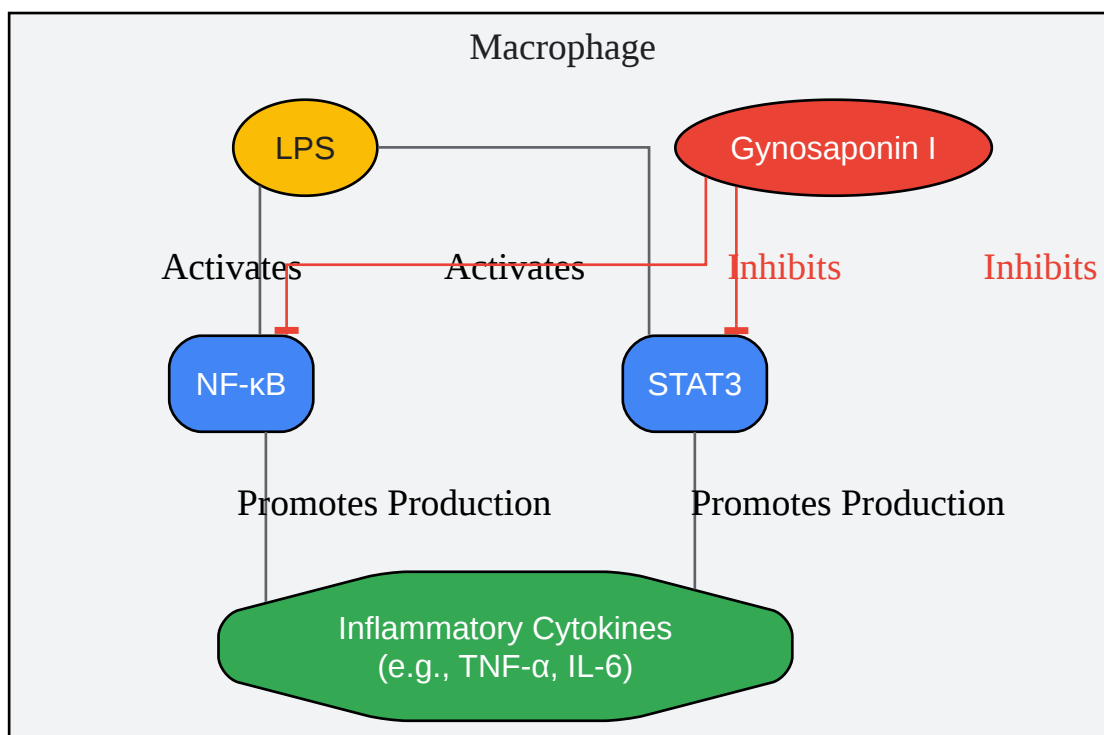 Macrophage
LPS
Gynosaponin I
Activates
Activates
Inhibits
Inhibits
NF-κB
STAT3
Promotes Production
Promotes Production
Inflammatory Cytokines
(e.g., TNF-α, IL-6)